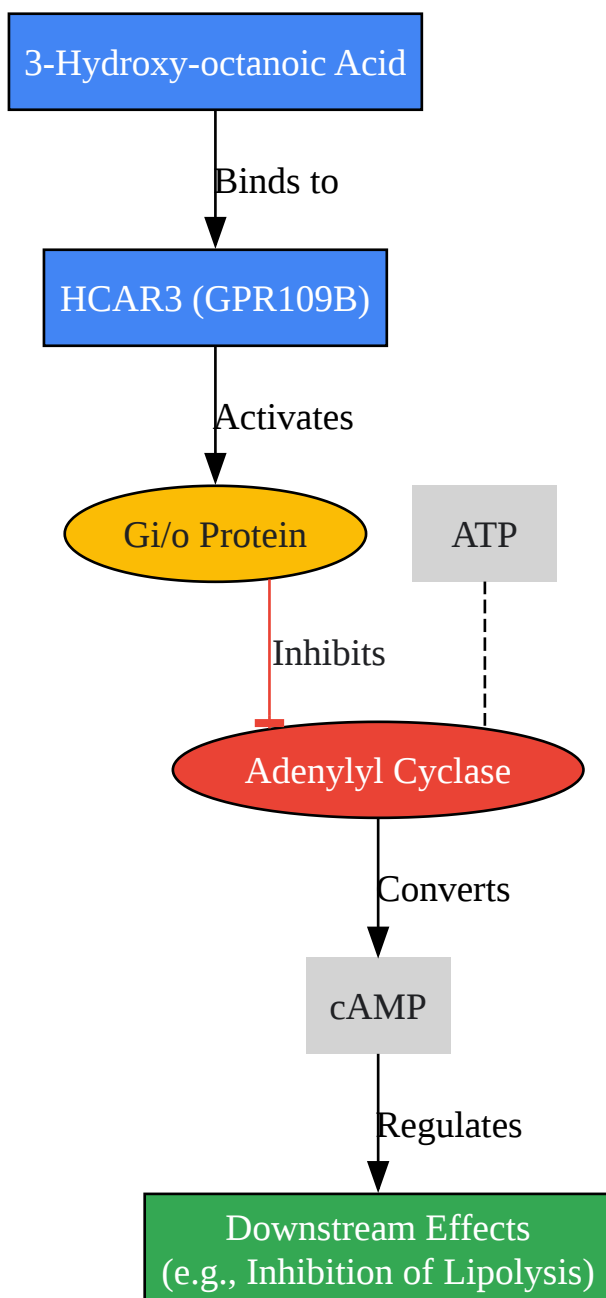 3-Hydroxy-octanoic Acid
Binds to
HCAR3 (GPR109B)
Activates
Gi/o Protein
ATP
Inhibits
Adenylyl Cyclase
Converts
cAMP
Regulates
Downstream Effects
(e.g., Inhibition of Lipolysis)